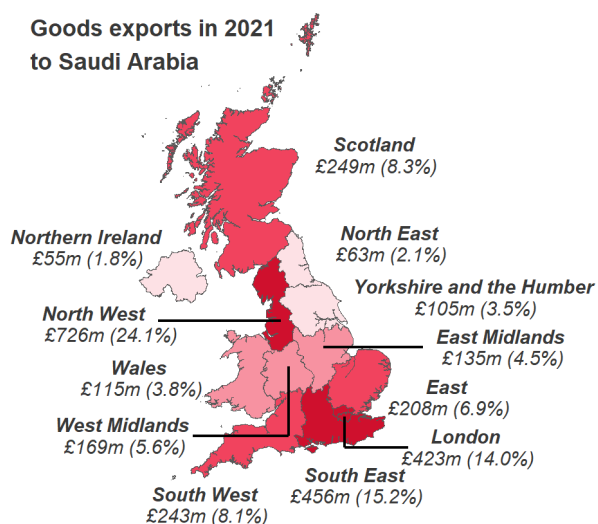 Goods exports in 2021
to Saudi Arabia
Scotland
£249m (8.3%)
Northern Ireland
£55m (1.8%)
North East
£63m (2.1%)
Yorkshire and the Humber
£105m (3.5%)
North West
£726m (24.1%)
East Midlands
£135m (4.5%)
Wales
£115m (3.8%)
East
£208m (6.9%)
West Midlands
£169m (5.6%)
London
£423m (14.0%)
South East
£456m (15.2%)
South West
£243m (8.1%)